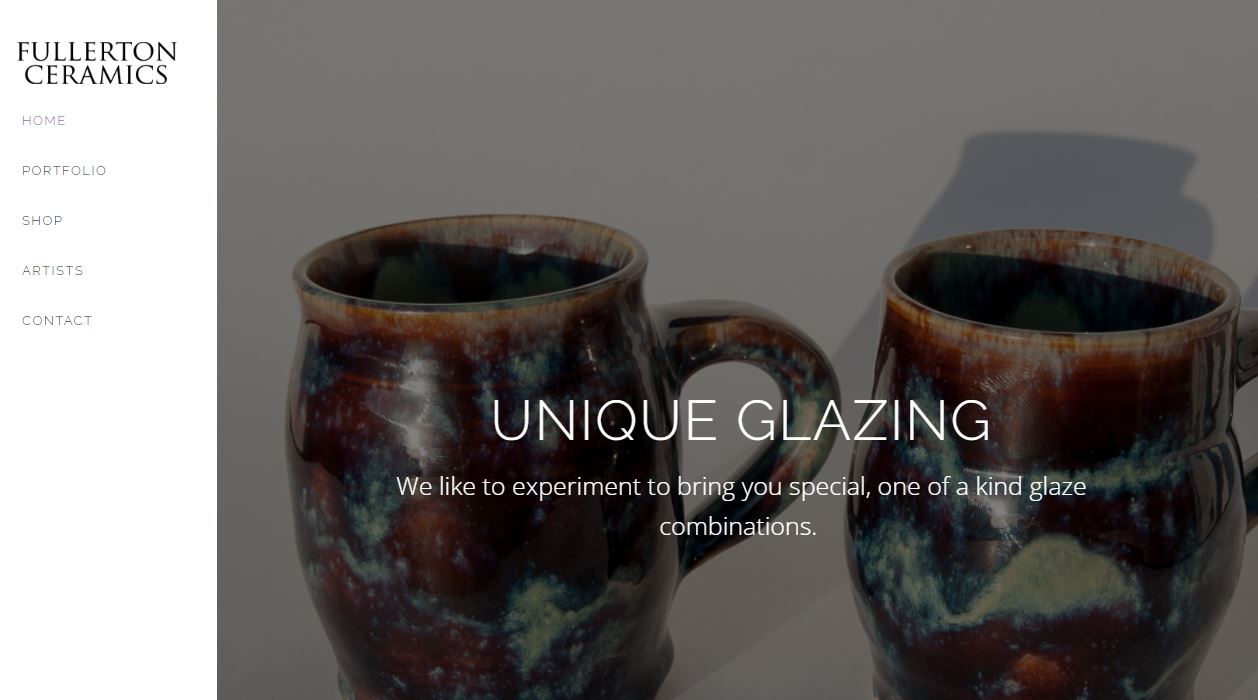 FULLERTON
CERAMICS
HOME
PORTFOLIO
SHOP
ARTISTS
CONTACT
UNIQUE GLAZING
We like to experiment to bring you special, one of a kind glaze
combinations.